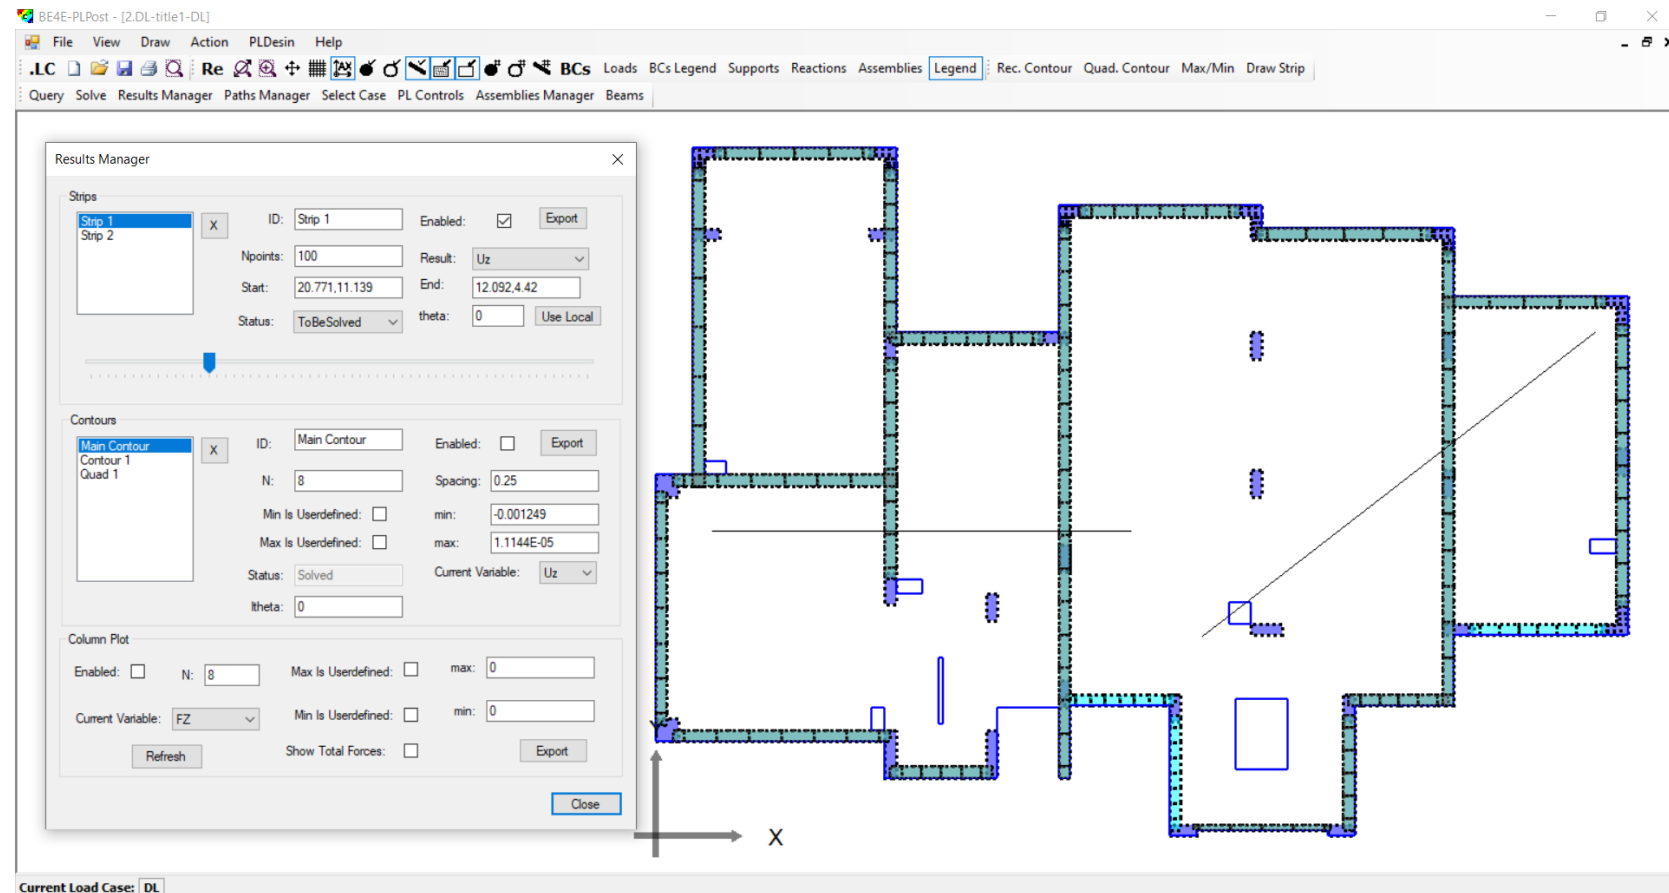 BE4E-PLPost - [2.DL-title1-DL]
File View Draw Action PLDesin Help
.LC Re BCs Loads BCs Legend Supports Reactions Assemblies Legend Rec. Contour Quad. Contour Max/Min Draw Strip
Query Solve Results Manager Paths Manager Select Case PL Controls Assemblies Manager Beams
Results Manager
Strips
Strip 1
Strip 2
X
ID: Strip 1 Enabled: Export
Npoints: 100 Result: Uz
Start: 20.771,11.139 End: 12.092,4.42
Status: ToBeSolved theta: 0 Use Local
Contours
Main Contour
Contour 1
Quad 1
X
ID: Main Contour Enabled: Export
N: 8 Spacing: 0.25
Min Is Userdefined: min: -0.001249
Max Is Userdefined: max: 1.1144E-05
Status: Solved Current Variable: Uz
Itheta: 0
Column Plot
Enabled: N: 8 Max Is Userdefined: max: 0
Current Variable: FZ Min Is Userdefined: min: 0
Refresh Show Total Forces: Export
Close
Y
X
Current Load Case: DL